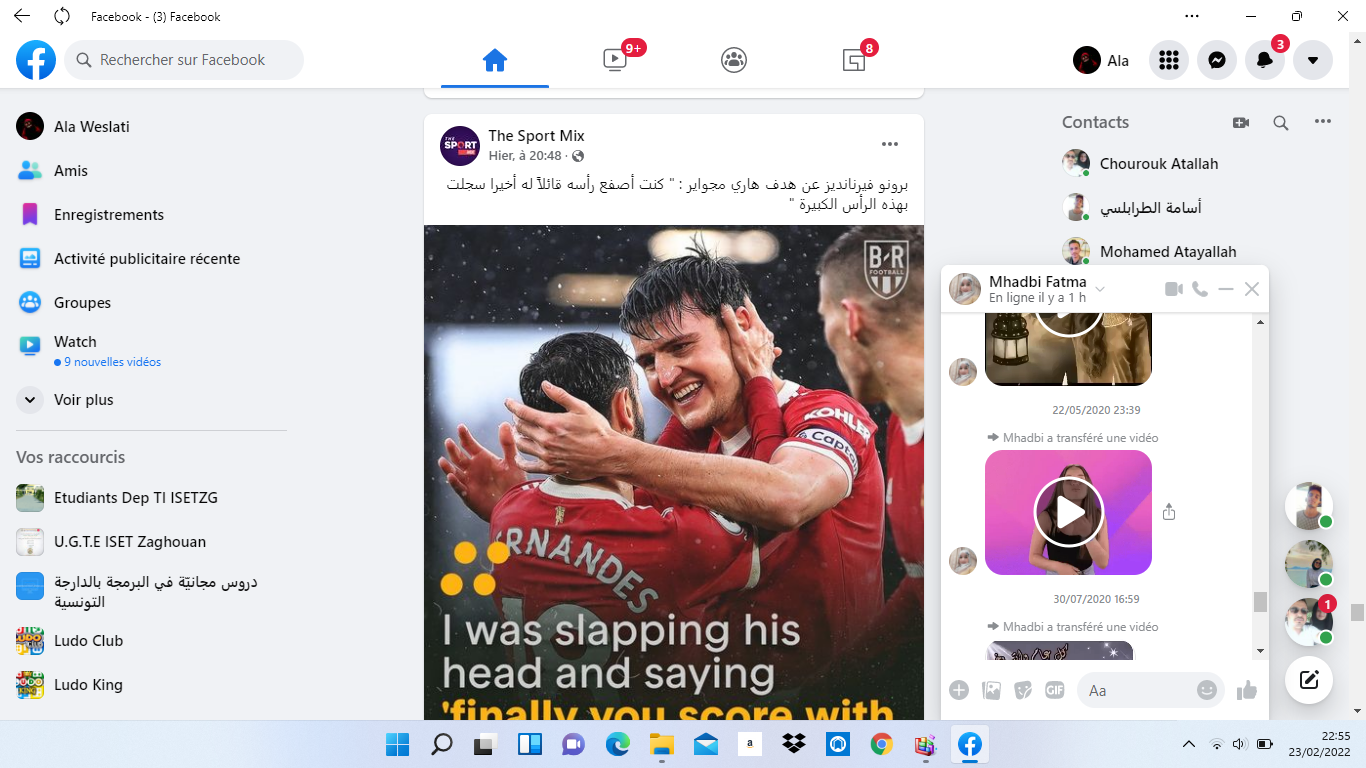 Facebook - (3) Facebook
Rechercher sur Facebook
9+
8
Ala
3
Ala Weslati
Amis
Enregistrements
Activité publicitaire récente
Groupes
Watch
9 nouvelles vidéos
Voir plus
Vos raccourcis
Etudiants Dep TI ISETZG
U.G.T.E ISET Zaghouan
دروس مجانيّة في البرمجة بالدارجة
التونسية
Ludo Club
Ludo King
THE SPORT MIX
The Sport Mix
Hier, à 20:48
برونو فيرنانديز عن هدف هاري مجواير : " كنت أصفع رأسه قائلاً له أخيرا سجلت
بهذه الرأس الكبيرة "
B R
FOOTBALL
KOHLER
Captain
ERNANDES
18
I was slapping his
head and saying
'finally you score with
Contacts
Chourouk Atallah
أسامة الطرابلسي
Mohamed Atayallah
Mhadbi Fatma
En ligne il y a 1 h
22/05/2020 23:39
Mhadbi a transféré une vidéo
30/07/2020 16:59
Mhadbi a transféré une vidéo
GIF
Aa
1
a
22:55
23/02/2022